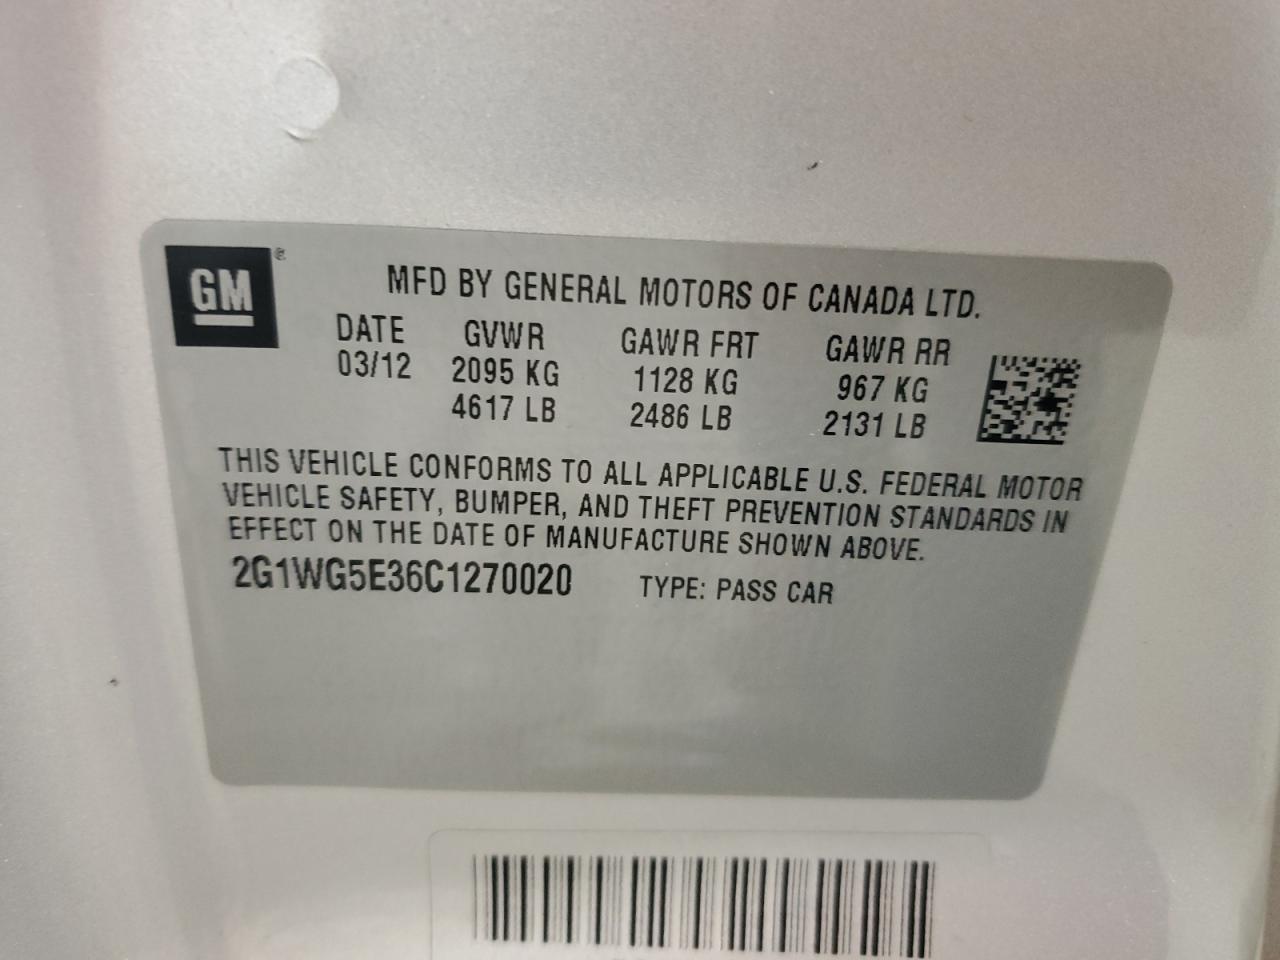 GM®
MFD BY GENERAL MOTORS OF CANADA LTD.
DATE GVWR GAWR FRT GAWR RR
03/12 2095 KG 1128 KG 967 KG
4617 LB 2486 LB 2131 LB
THIS VEHICLE CONFORMS TO ALL APPLICABLE U.S. FEDERAL MOTOR
VEHICLE SAFETY, BUMPER, AND THEFT PREVENTION STANDARDS IN
EFFECT ON THE DATE OF MANUFACTURE SHOWN ABOVE.
2G1WG5E36C1270020 TYPE: PASS CAR